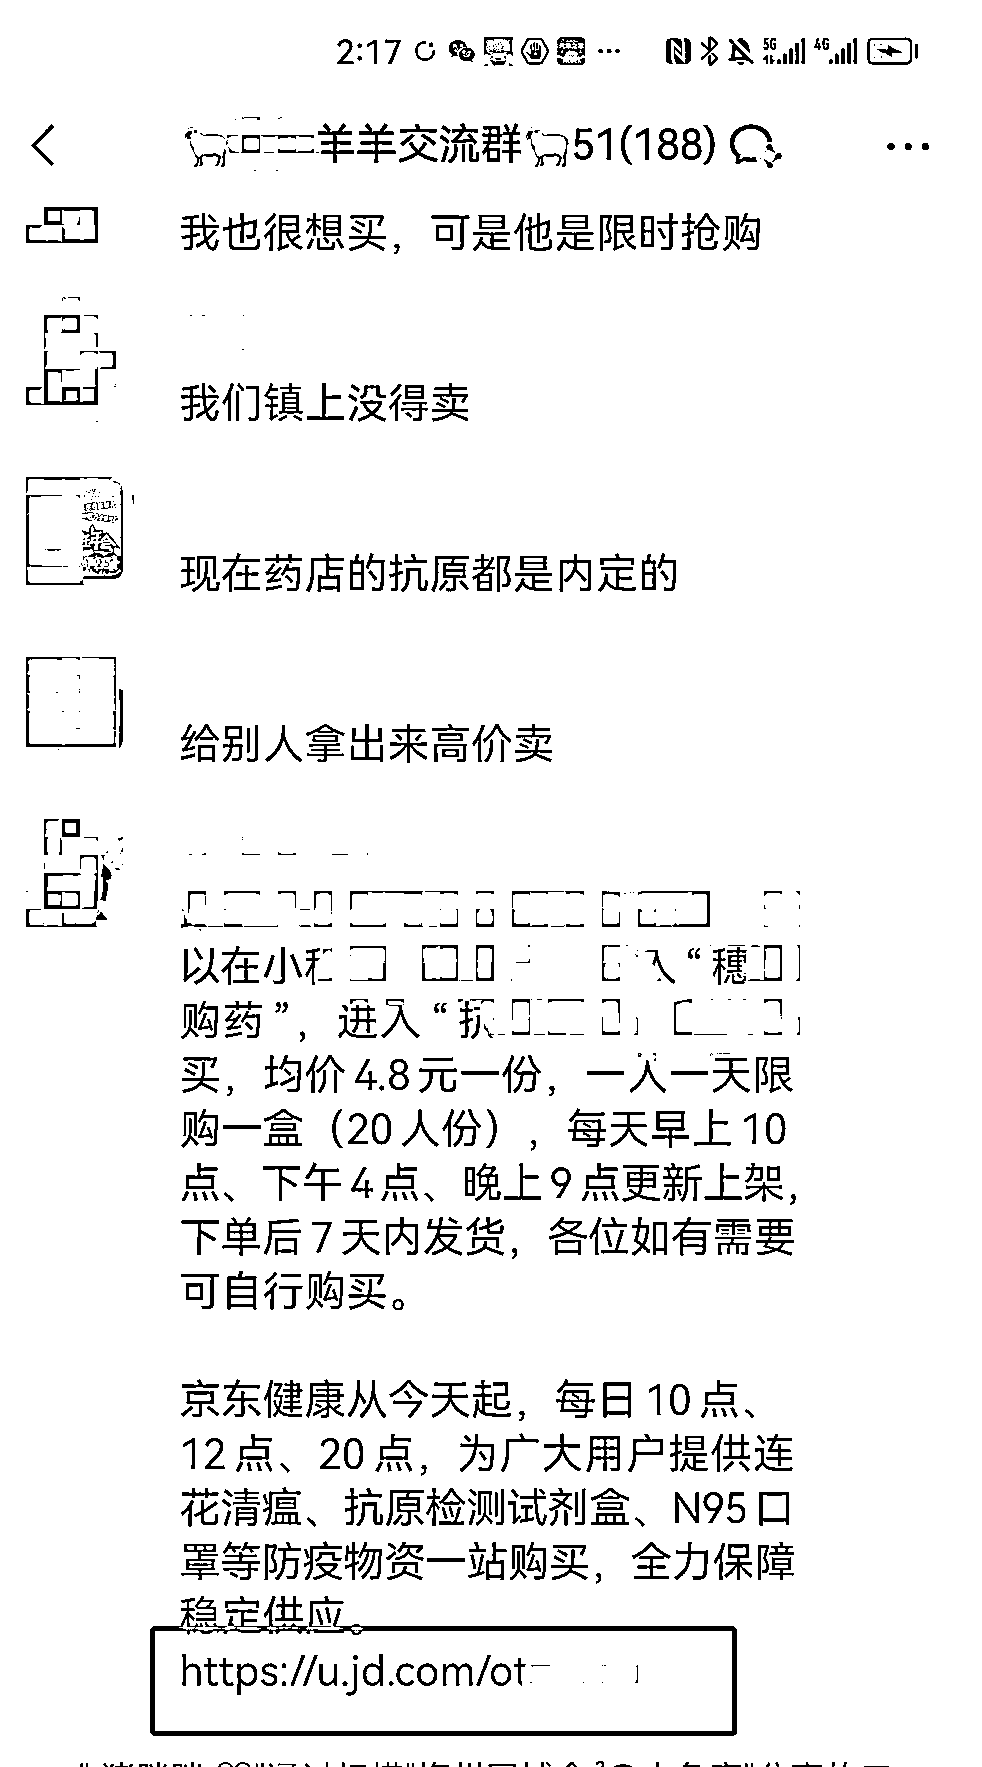 2:17
5G
4G
羊羊交流群🐑51(188)
我也很想买，可是他是限时抢购
我们镇上没得卖
现在药店的抗原都是内定的
给别人拿出来高价卖
以在小 入“穗
购药”，进入“抗
买，均价4.8元一份，一人一天限
购一盒（20人份），每天早上10
点、下午4点、晚上9点更新上架，
下单后7天内发货，各位如有需要
可自行购买。
京东健康从今天起，每日10点、
12点、20点，为广大用户提供连
花清瘟、抗原检测试剂盒、N95口
罩等防疫物资一站购买，全力保障
稳定供应。
https://u.jd.com/ot